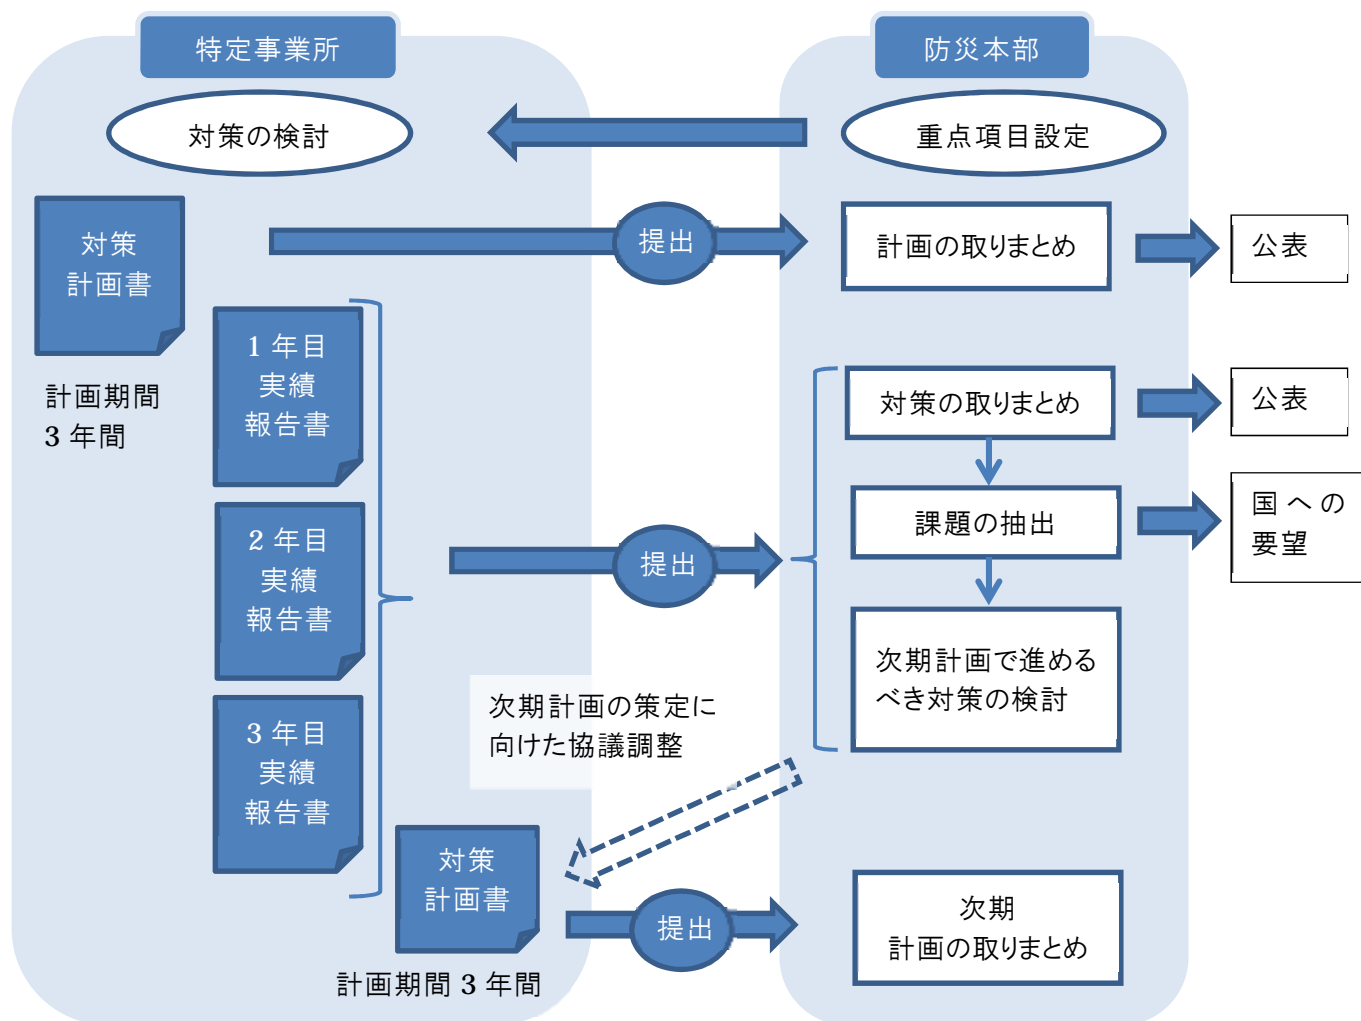 特定事業所
防災本部
対策の検討
重点項目設定
対策
計画書
提出
計画の取りまとめ
公表
計画期間
3 年間
1 年目
実績
報告書
対策の取りまとめ
公表
2 年目
実績
報告書
提出
課題の抽出
国への
要望
次期計画で進める
べき対策の検討
3 年目
実績
報告書
次期計画の策定に
向けた協議調整
対策
計画書
提出
次期
計画の取りまとめ
計画期間 3 年間